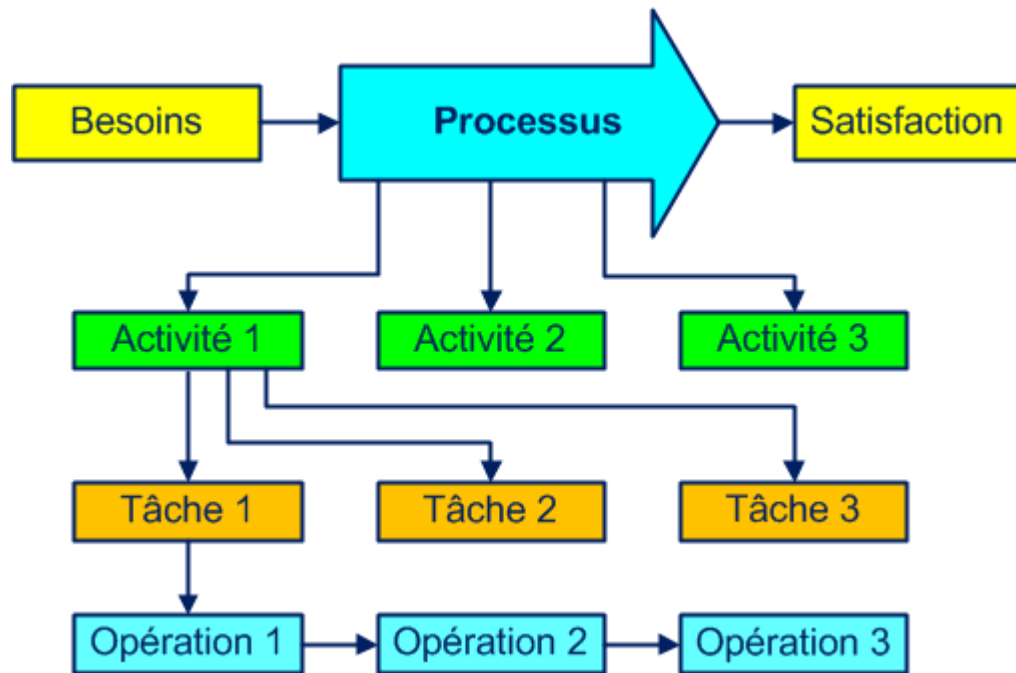 Besoins
Processus
Satisfaction
Activité 1
Activité 2
Activité 3
Tâche 1
Tâche 2
Tâche 3
Opération 1
Opération 2
Opération 3